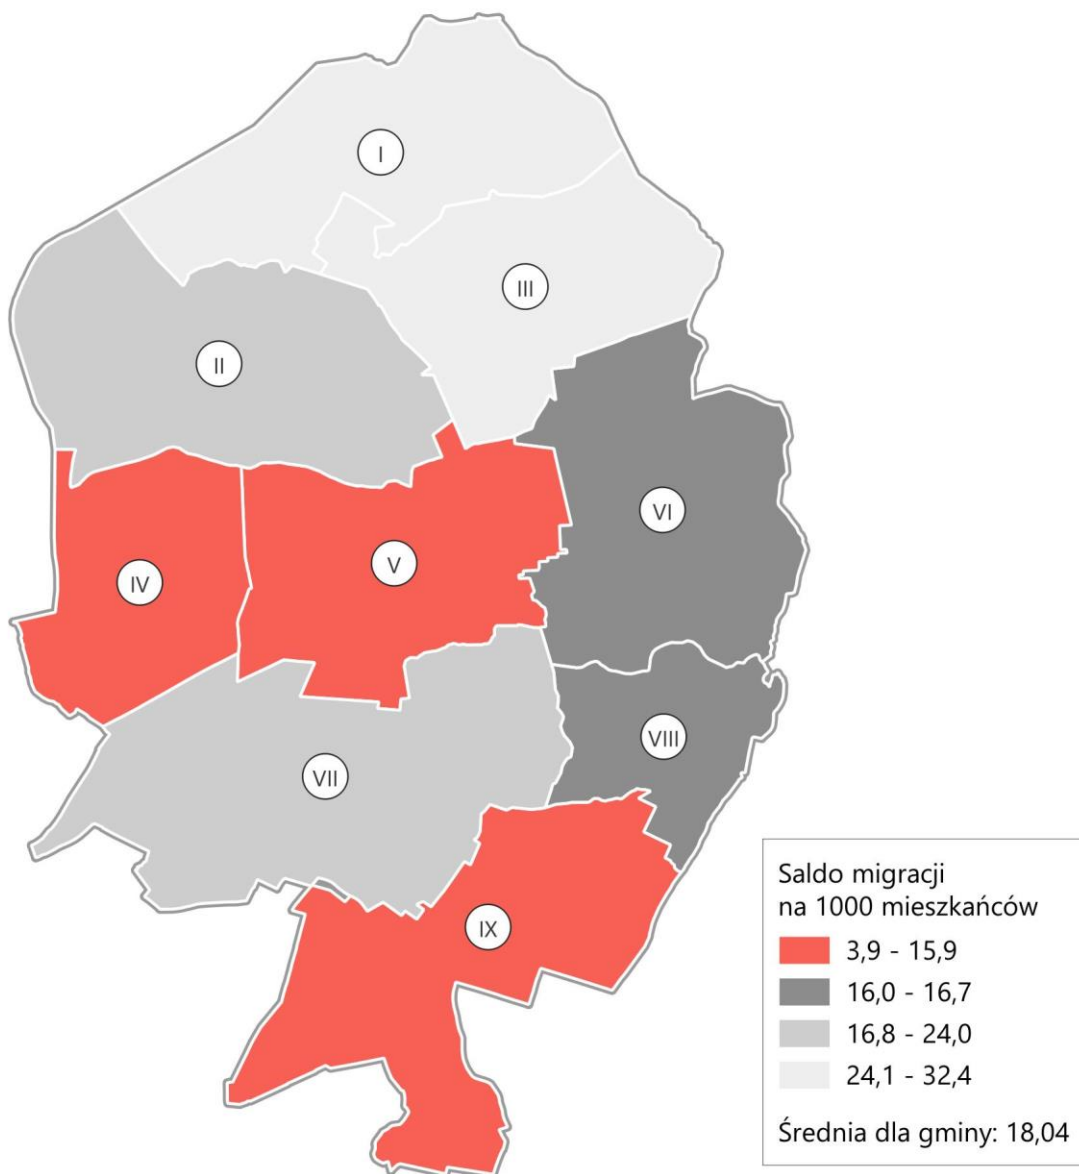 I
III
II
VI
V
IV
VIII
VII
IX
Saldo migracji
na 1000 mieszkańców
3,9 - 15,9
16,0 - 16,7
16,8 - 24,0
24,1 - 32,4
Średnia dla gminy: 18,04